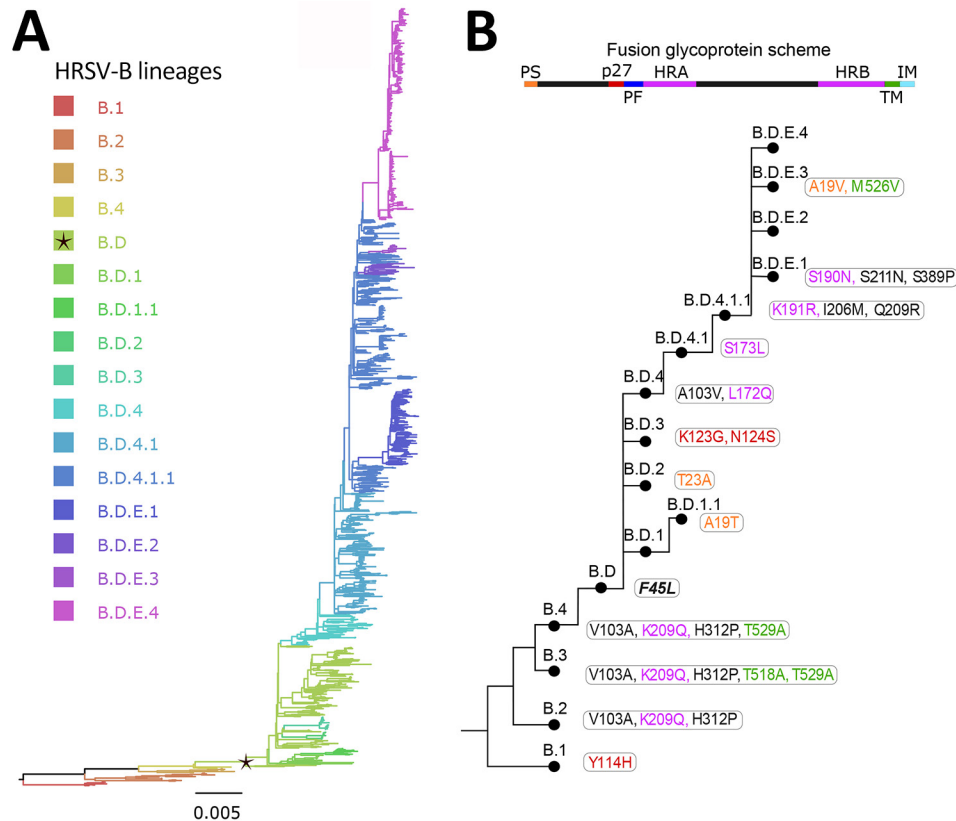 A
HRSV-B lineages
B.1
B.2
B.3
B.4
B.D
B.D.1
B.D.1.1
B.D.2
B.D.3
B.D.4
B.D.4.1
B.D.4.1.1
B.D.E.1
B.D.E.2
B.D.E.3
B.D.E.4
0.005
B
Fusion glycoprotein scheme
PS p27 HRA HRB IM
PF TM
B.D.E.4
B.D.E.3
A19V, M526V
B.D.E.2
B.D.E.1
S190N, S211N, S389P
B.D.4.1.1
K191R, I206M, Q209R
B.D.4.1
S173L
B.D.4
A103V, L172Q
B.D.3
K123G, N124S
B.D.2
T23A
B.D.1.1
A19T
B.D.1
B.D
F45L
B.4
V103A, K209Q, H312P, T529A
B.3
V103A, K209Q, H312P, T518A, T529A
B.2
V103A, K209Q, H312P
B.1
Y114H